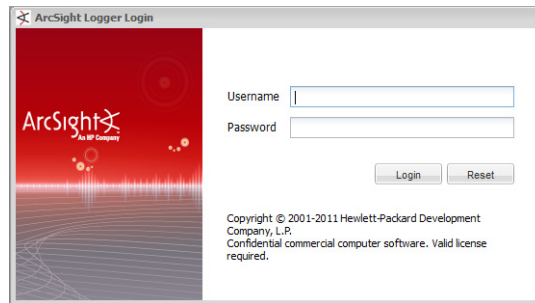 ArcSight Logger Login
ArcSight
An HP Company
Username
Password
Login
Reset
Copyright © 2001-2011 Hewlett-Packard Development
Company, L.P.
Confidential commercial computer software. Valid license
required.